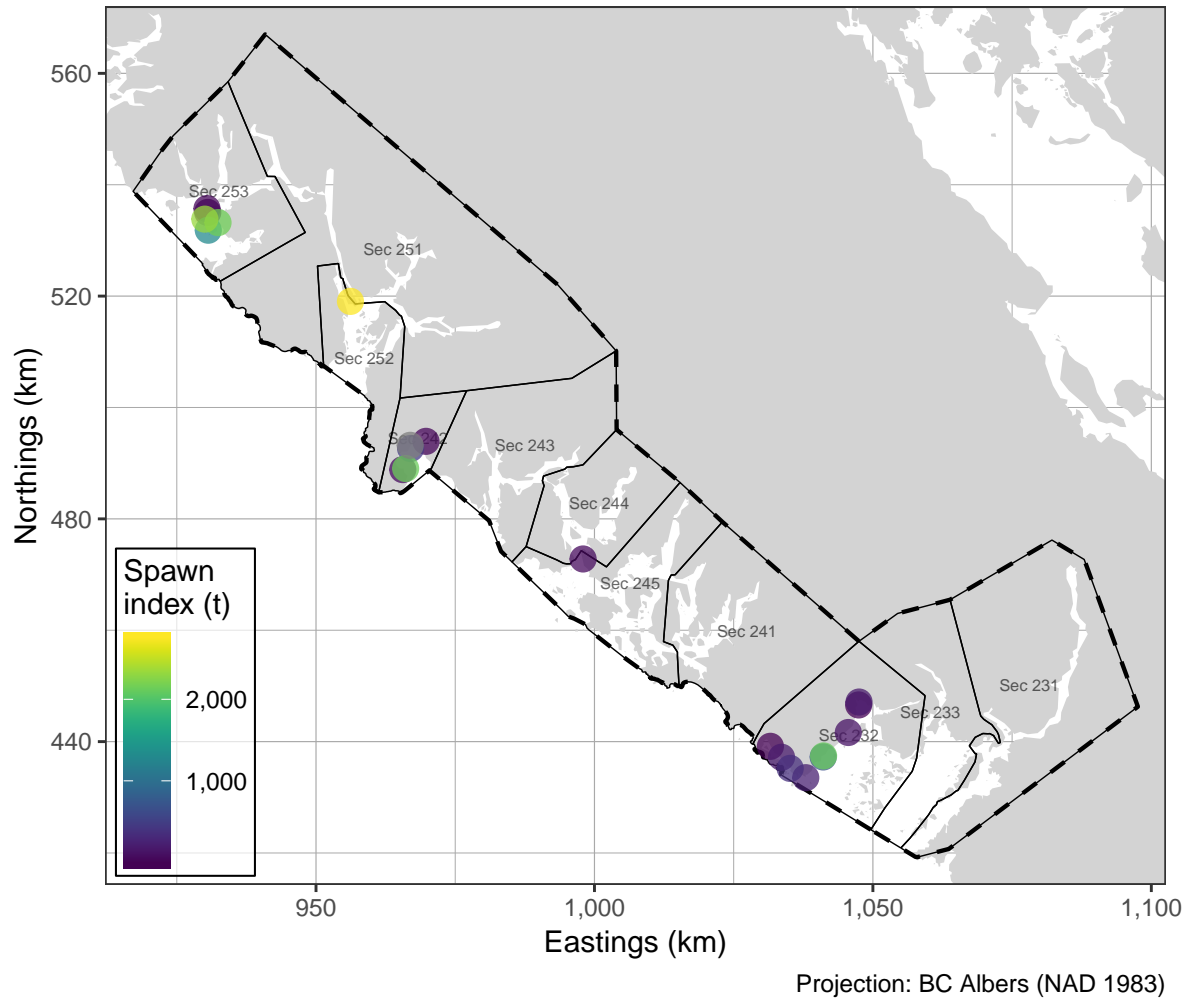 560
520
480
440
Northings (km)
Sec 253
Sec 251
Sec 252
Sec 242
Sec 243
Sec 244
Sec 245
Sec 241
Sec 231
Sec 233
Sec 232
Spawn
index (t)
2,000
1,000
950
1,000
1,050
1,100
Eastings (km)
Projection: BC Albers (NAD 1983)